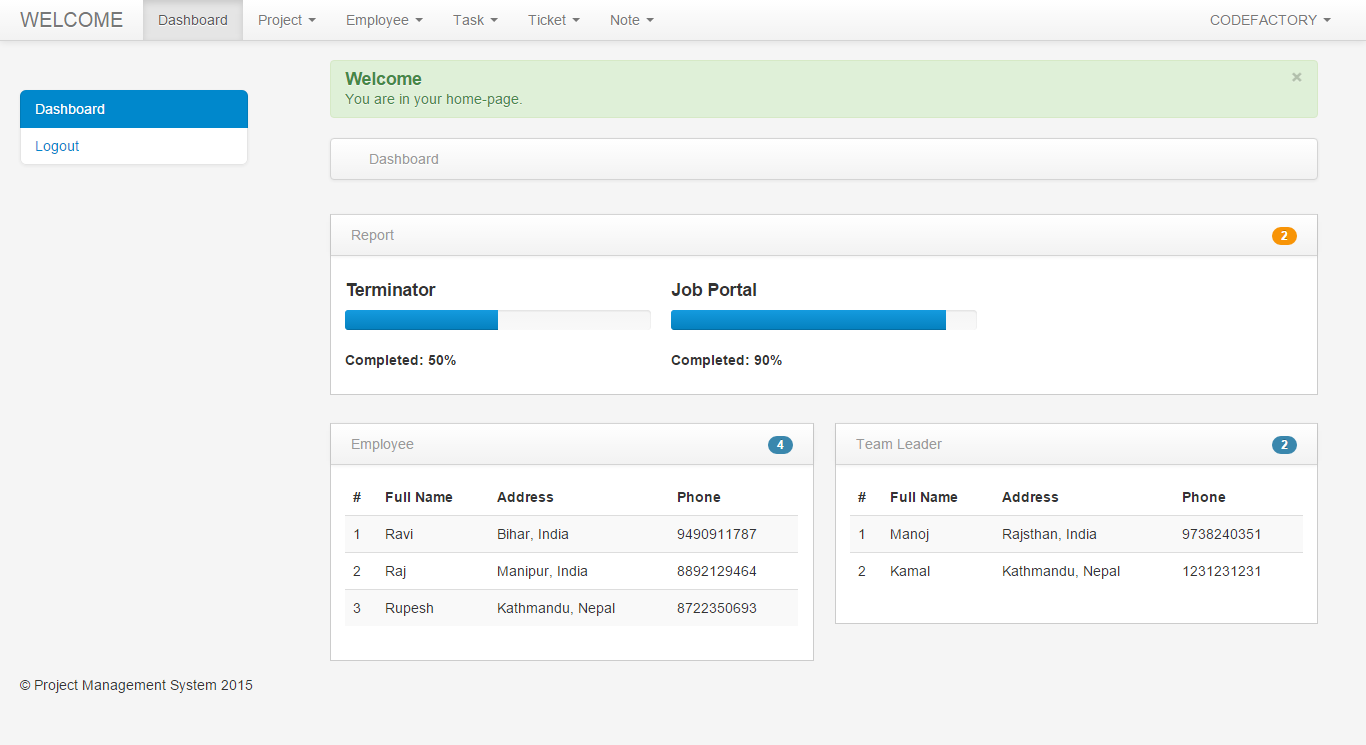 WELCOME Dashboard Project Employee Task Ticket Note CODEFACTORY
Dashboard
Logout
Welcome ×
You are in your home-page.
Dashboard
Report 2
Terminator Job Portal
Completed: 50% Completed: 90%
Employee 4
# Full Name Address Phone
1 Ravi Bihar, India 9490911787
2 Raj Manipur, India 8892129464
3 Rupesh Kathmandu, Nepal 8722350693
Team Leader 2
# Full Name Address Phone
1 Manoj Rajsthan, India 9738240351
2 Kamal Kathmandu, Nepal 1231231231
© Project Management System 2015